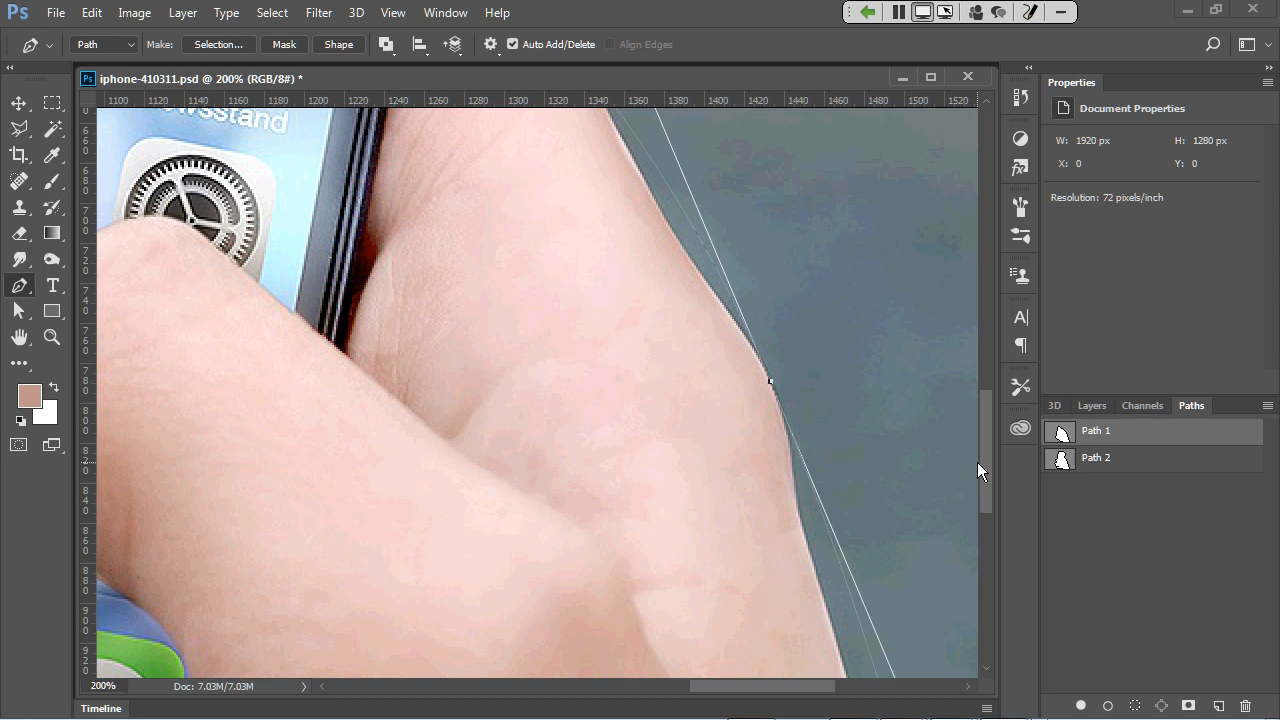 Ps File Edit Image Layer Type Select Filter 3D View Window Help
Path Make: Selection... Mask Shape Auto Add/Delete Align Edges
Ps iphone-410311.psd @ 200% (RGB/8#) *
1100 1120 1140 1160 1180 1200 1220 1240 1260 1280 1300 1320 1340 1360 1380 1400 1420 1440 1460 1480 1500 1520
Properties
Document Properties
W: 1920 px H: 1280 px
X: 0 Y: 0
Resolution: 72 pixels/inch
3D Layers Channels Paths
Path 1
Path 2
200% Doc: 7.03M/7.03M
Timeline